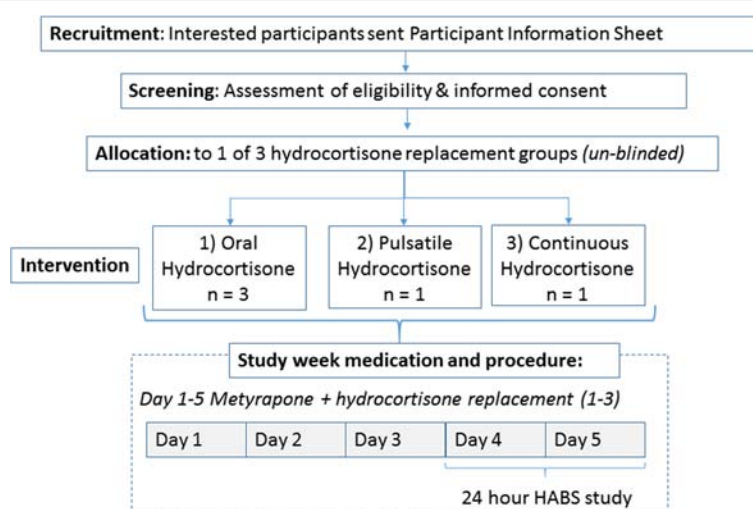 Recruitment: Interested participants sent Participant Information Sheet
Screening: Assessment of eligibility & informed consent
Allocation: to 1 of 3 hydrocortisone replacement groups (un-blinded)
Intervention
1) Oral
Hydrocortisone
n = 3
2) Pulsatile
Hydrocortisone
n = 1
3) Continuous
Hydrocortisone
n = 1
Study week medication and procedure:
Day 1-5 Metyrapone + hydrocortisone replacement (1-3)
Day 1
Day 2
Day 3
Day 4
Day 5
24 hour HABS study